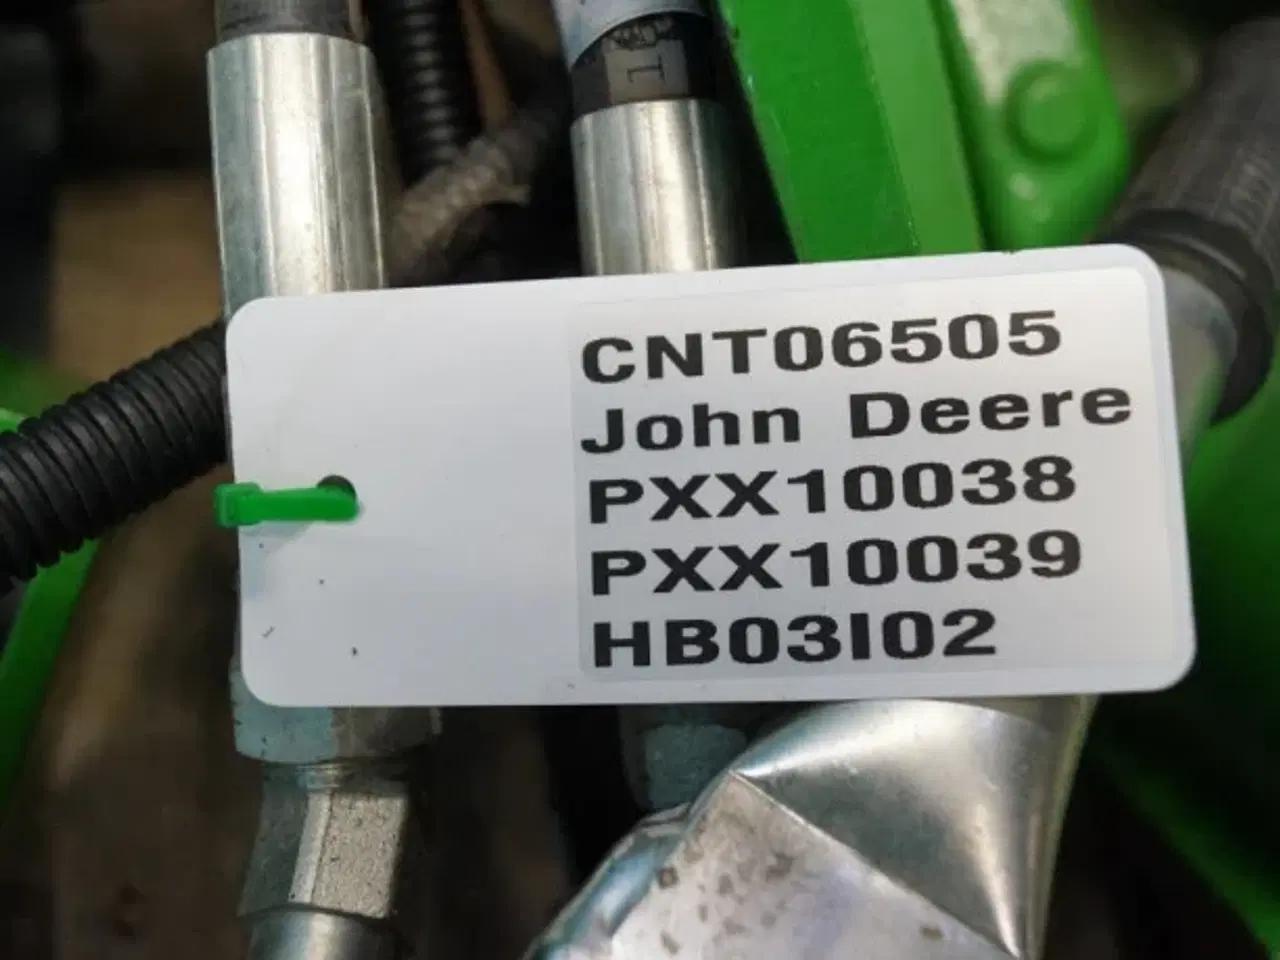 CNT06505
John Deere
PXX10038
PXX10039
HB03I02